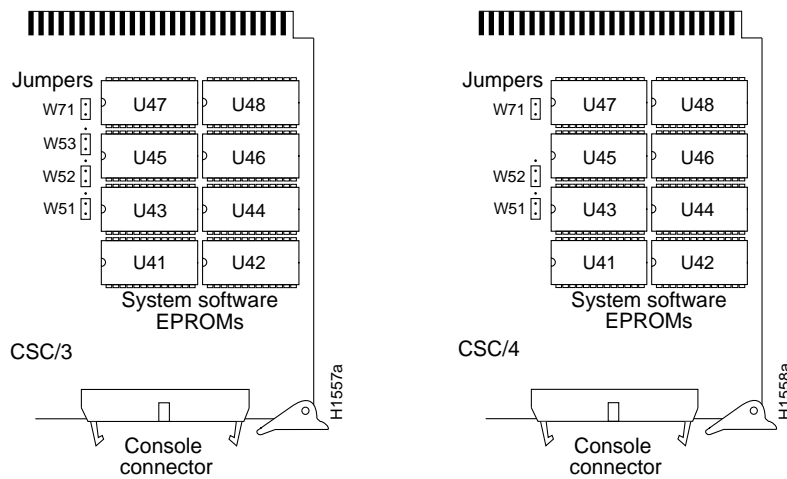 Jumpers
W71
W53
W52
W51
U47
U48
U45
U46
U43
U44
U41
U42
System software
EPROMs
CSC/3
H1557a
Console
connector
Jumpers
W71
W52
W51
U47
U48
U45
U46
U43
U44
U41
U42
System software
EPROMs
CSC/4
H1558a
Console
connector